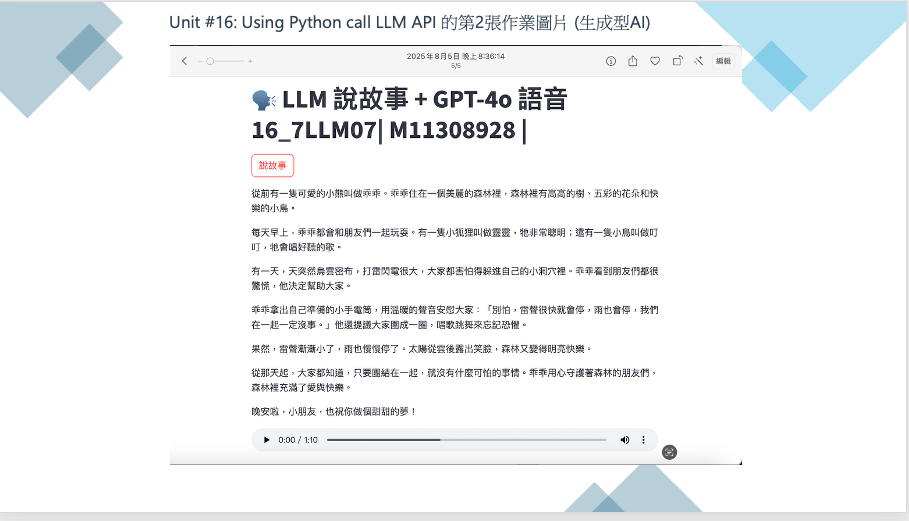 Unit #16: Using Python call LLM API 的第2張作業圖片 (生成型AI)
2025年8月5日 晚上8:36:14
5/5
編輯
🗣️ LLM 說故事 + GPT-4o 語音
16_7LLM07| M11308928 |
說故事
從前有一隻可愛的小熊叫做乖乖。乖乖住在一個美麗的森林裡，森林裡有高高的樹、五彩的花朵和快
樂的小鳥。
每天早上，乖乖都會和朋友們一起玩耍。有一隻小狐狸叫做靈靈，牠非常聰明；還有一隻小鳥叫做叮
叮，牠會唱好聽的歌。
有一天，天突然烏雲密布，打雷閃電很大，大家都害怕得躲進自己的小洞穴裡。乖乖看到朋友們都很
驚慌，他決定幫助大家。
乖乖拿出自己準備的小手電筒，用溫暖的聲音安慰大家：「別怕，雷聲很快就會停，雨也會停，我們
在一起一定沒事。」他還提議大家圍成一圈，唱歌跳舞來忘記恐懼。
果然，雷聲漸漸小了，雨也慢慢停了。太陽從雲後露出笑臉，森林又變得明亮快樂。
從那天起，大家都知道，只要團結在一起，就沒有什麼可怕的事情。乖乖用心守護著森林的朋友們，
森林裡充滿了愛與快樂。
晚安啦，小朋友，也祝你做個甜甜的夢！
0:00 / 1:10